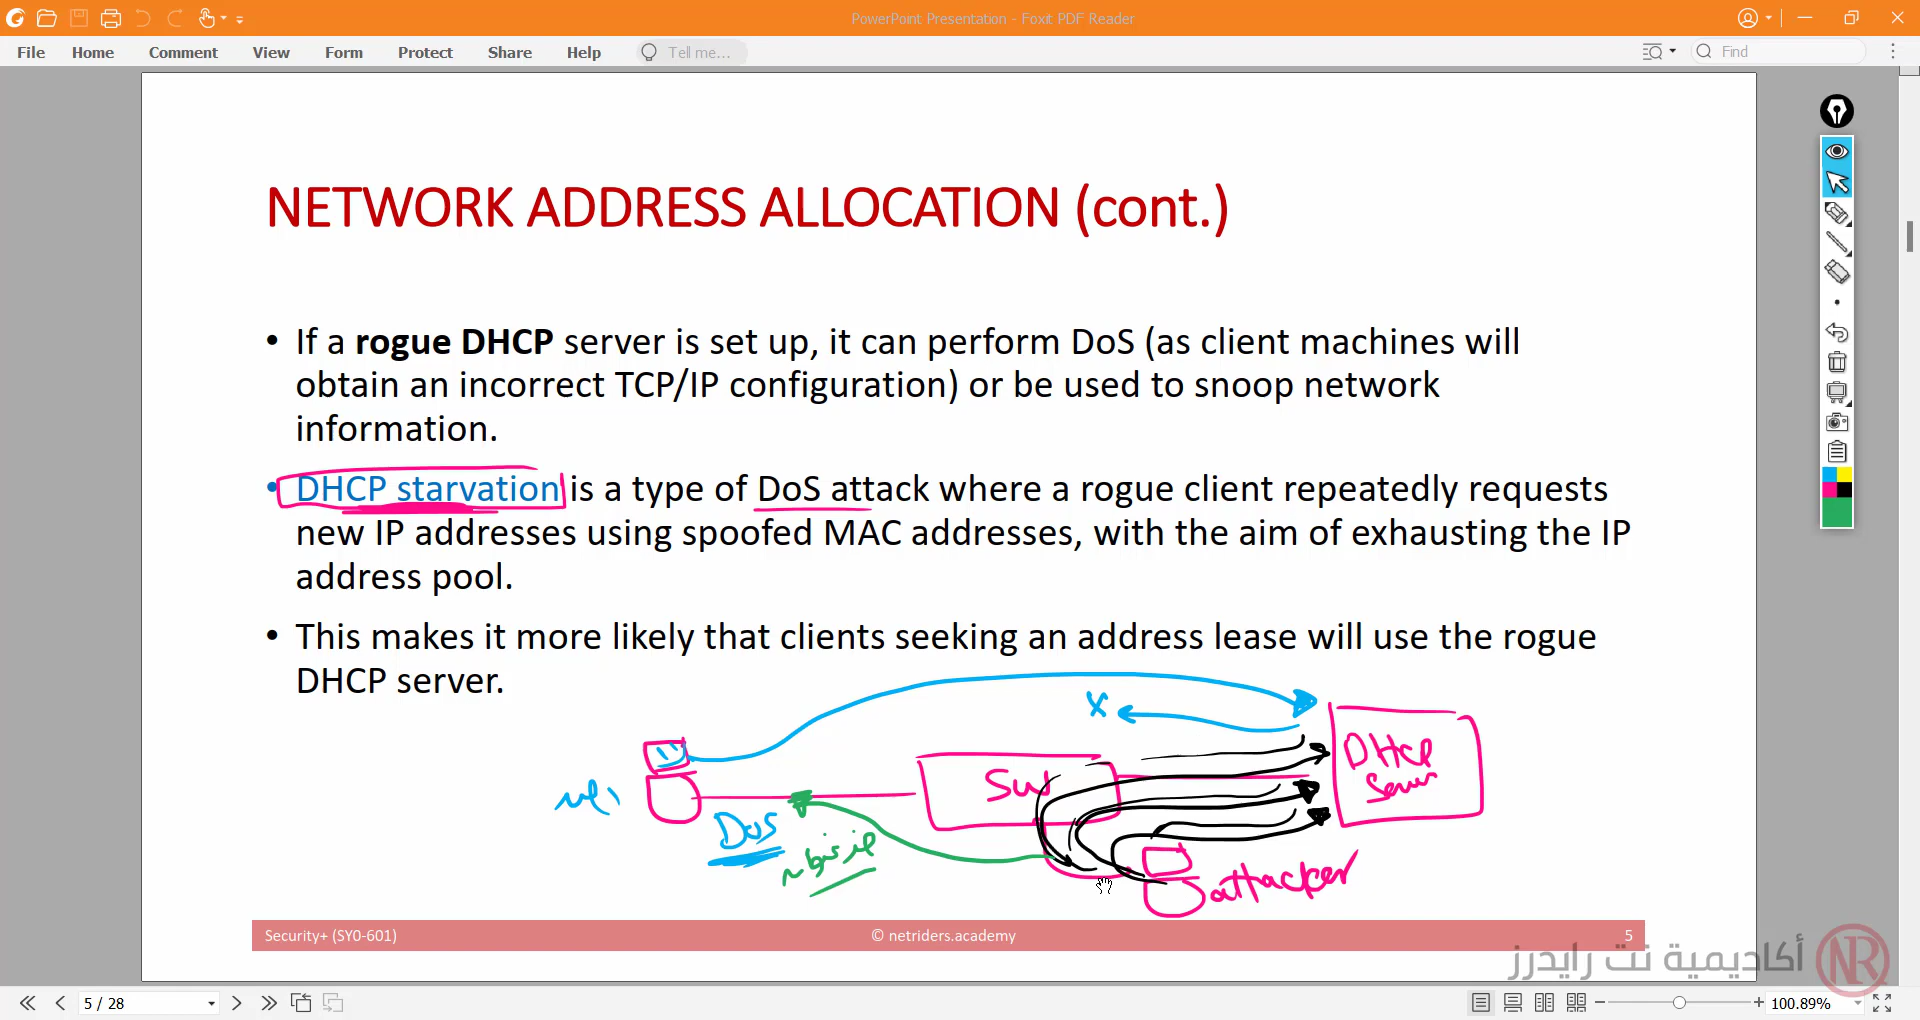 PowerPoint Presentation - Foxit PDF Reader
File Home Comment View Form Protect Share Help Tell me... Find
NETWORK ADDRESS ALLOCATION (cont.)
• If a rogue DHCP server is set up, it can perform DoS (as client machines will
obtain an incorrect TCP/IP configuration) or be used to snoop network
information.
• DHCP starvation is a type of DoS attack where a rogue client repeatedly requests
new IP addresses using spoofed MAC addresses, with the aim of exhausting the IP
address pool.
• This makes it more likely that clients seeking an address lease will use the rogue
DHCP server.
X
DHCP
Server
SW
DoS
attacker
Security+ (SY0-601) © netriders.academy 5
أكاديمية نت رايدرز NR
5 / 28 100.89%